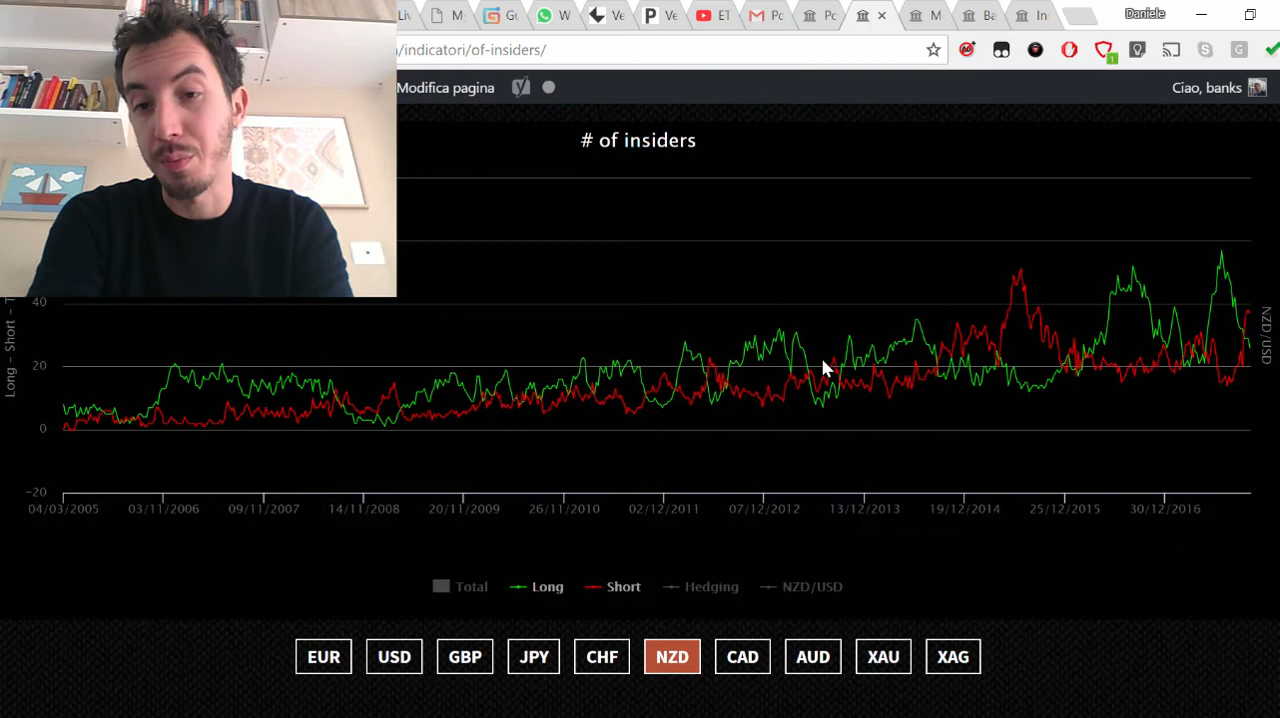 Daniele
/indicatori/of-insiders/
Modifica pagina
Ciao, banks
# of insiders
40
20
0
-20
Long - Short - T
NZD/USD
04/03/2005 03/11/2006 09/11/2007 14/11/2008 20/11/2009 26/11/2010 02/12/2011 07/12/2012 13/12/2013 19/12/2014 25/12/2015 30/12/2016
Total Long Short Hedging NZD/USD
EUR USD GBP JPY CHF NZD CAD AUD XAU XAG